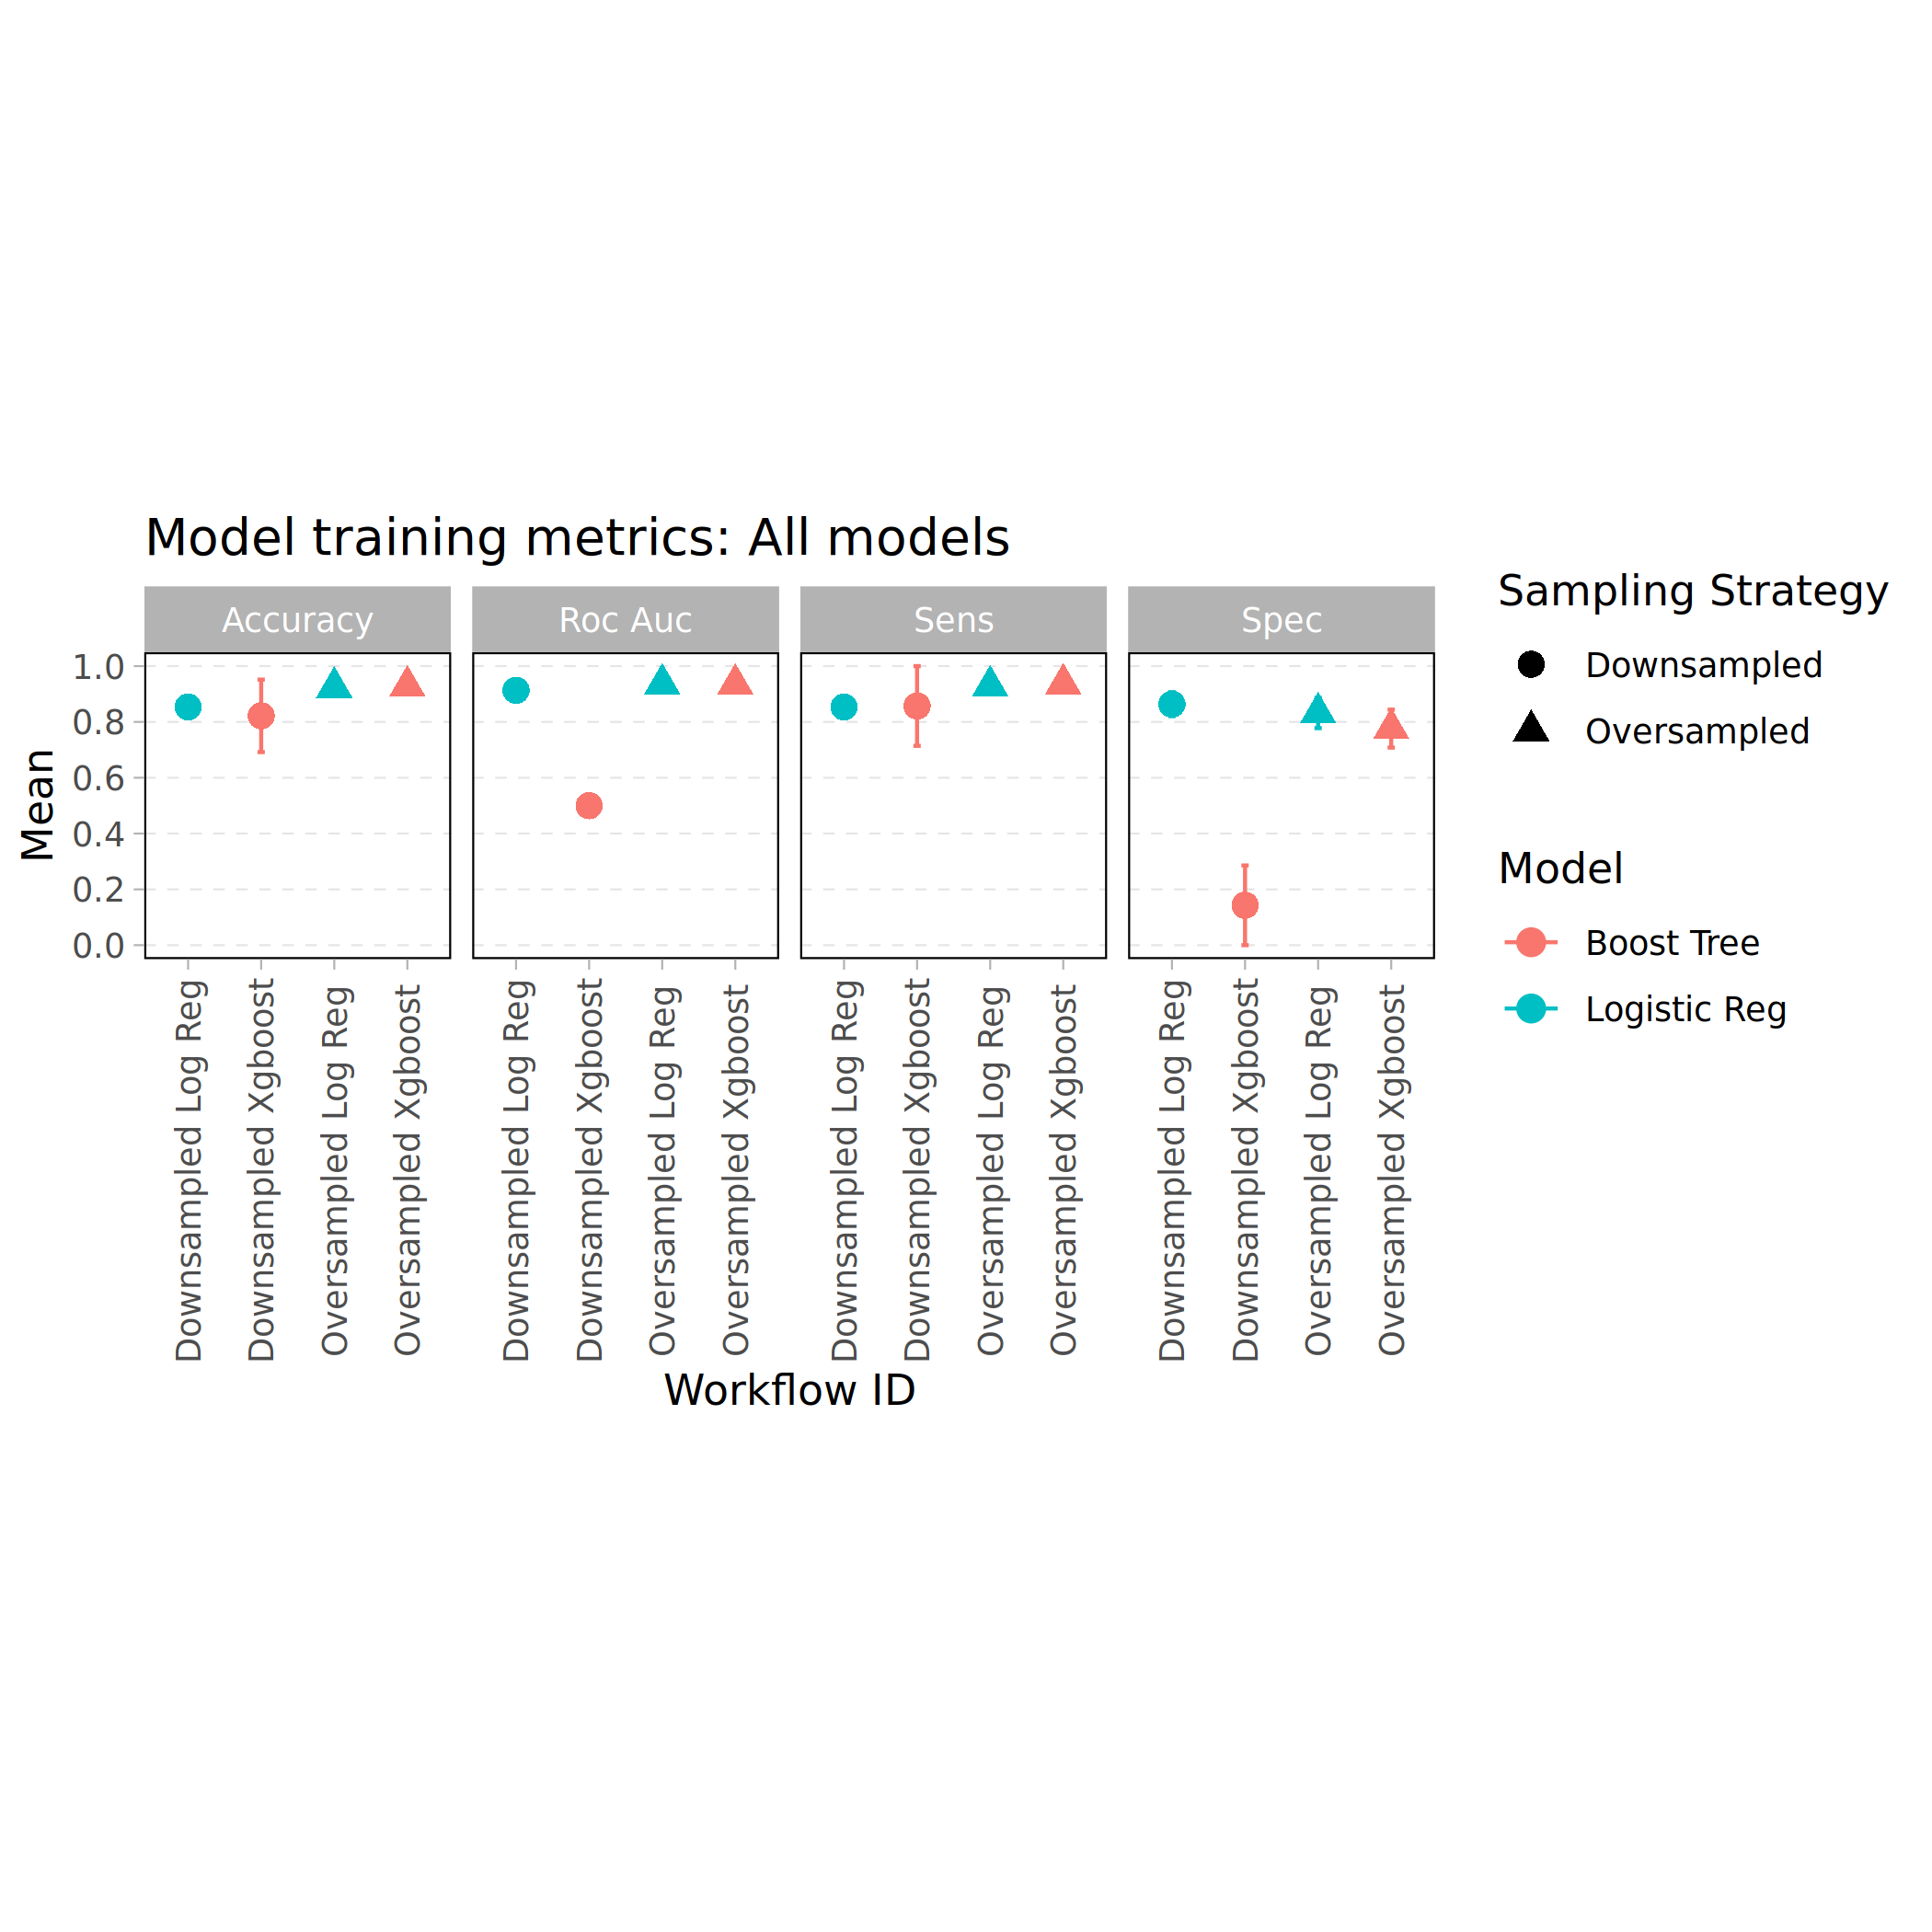 Model training metrics: All models
Accuracy
Roc Auc
Sens
Spec
Mean
1.0
0.8
0.6
0.4
0.2
0.0
Downsampled Log Reg
Downsampled Xgboost
Oversampled Log Reg
Oversampled Xgboost
Downsampled Log Reg
Downsampled Xgboost
Oversampled Log Reg
Oversampled Xgboost
Downsampled Log Reg
Downsampled Xgboost
Oversampled Log Reg
Oversampled Xgboost
Downsampled Log Reg
Downsampled Xgboost
Oversampled Log Reg
Oversampled Xgboost
Workflow ID
Sampling Strategy
Downsampled
Oversampled
Model
Boost Tree
Logistic Reg